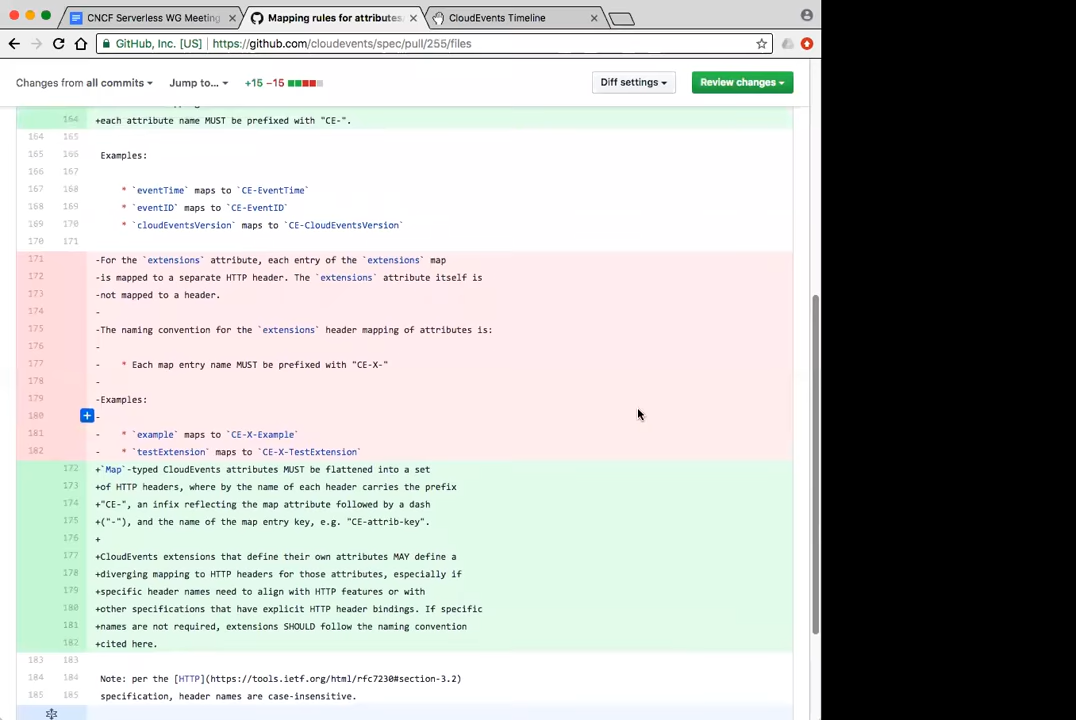 CNCF Serverless WG Meeting
Mapping rules for attributes,
CloudEvents Timeline
GitHub, Inc. [US] https://github.com/cloudevents/spec/pull/255/files
Changes from all commits Jump to... +15 −15 Diff settings Review changes
164 +each attribute name MUST be prefixed with "CE-".
164 165
165 166 Examples:
166 167
167 168 * `eventTime` maps to `CE-EventTime`
168 169 * `eventID` maps to `CE-EventID`
169 170 * `cloudEventsVersion` maps to `CE-CloudEventsVersion`
170 171
171 -For the `extensions` attribute, each entry of the `extensions` map
172 -is mapped to a separate HTTP header. The `extensions` attribute itself is
173 -not mapped to a header.
174 -
175 -The naming convention for the `extensions` header mapping of attributes is:
176 -
177 - * Each map entry name MUST be prefixed with "CE-X-"
178 -
179 -Examples:
180 -
181 - * `example` maps to `CE-X-Example`
182 - * `testExtension` maps to `CE-X-TestExtension`
172 +`Map`-typed CloudEvents attributes MUST be flattened into a set
173 +of HTTP headers, where by the name of each header carries the prefix
174 +"CE-", an infix reflecting the map attribute followed by a dash
175 +("-"), and the name of the map entry key, e.g. "CE-attrib-key".
176 +
177 +CloudEvents extensions that define their own attributes MAY define a
178 +diverging mapping to HTTP headers for those attributes, especially if
179 +specific header names need to align with HTTP features or with
180 +other specifications that have explicit HTTP header bindings. If specific
181 +names are not required, extensions SHOULD follow the naming convention
182 +cited here.
183 183
184 184 Note: per the [HTTP](https://tools.ietf.org/html/rfc7230#section-3.2)
185 185 specification, header names are case-insensitive.